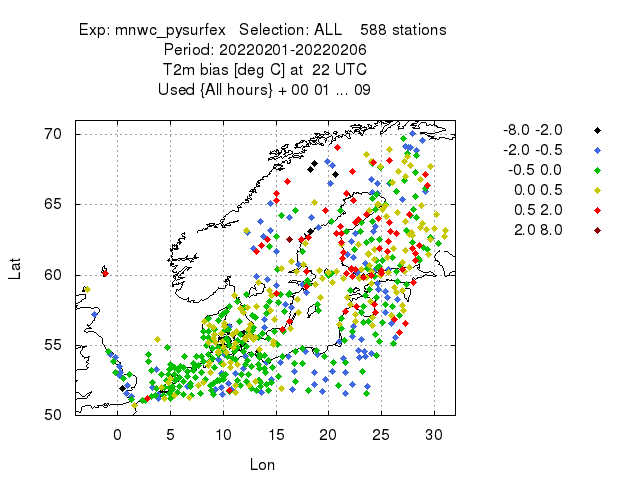 Exp: mnwc_pysurfex   Selection: ALL    588 stations
Period: 20220201-20220206
T2m bias [deg C] at  22 UTC
Used {All hours} + 00 01 ... 09
-8.0 -2.0
-2.0 -0.5
-0.5 0.0
0.0 0.5
0.5 2.0
2.0 8.0
70
65
60
55
50
Lat
0 5 10 15 20 25 30
Lon